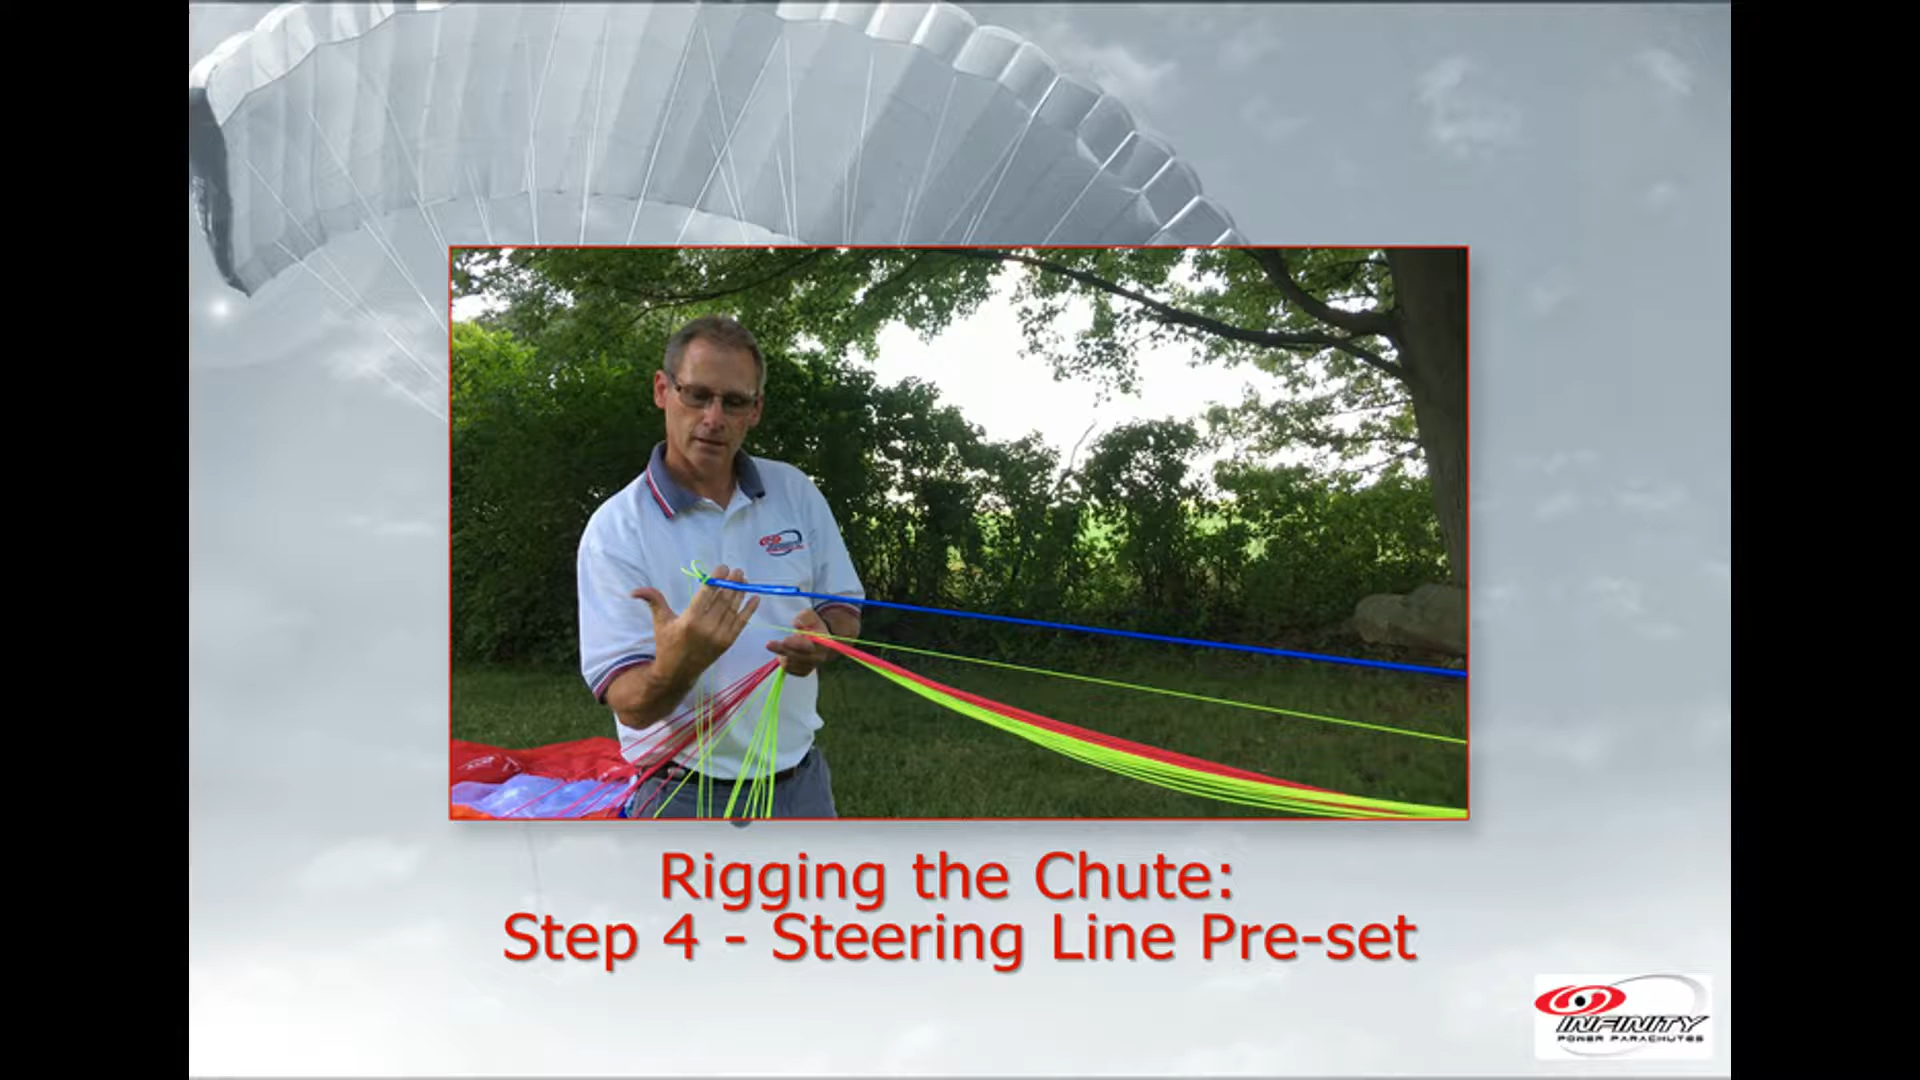 Rigging the Chute:
Step 4 - Steering Line Pre-set
INFINITY
POWER PARACHUTES